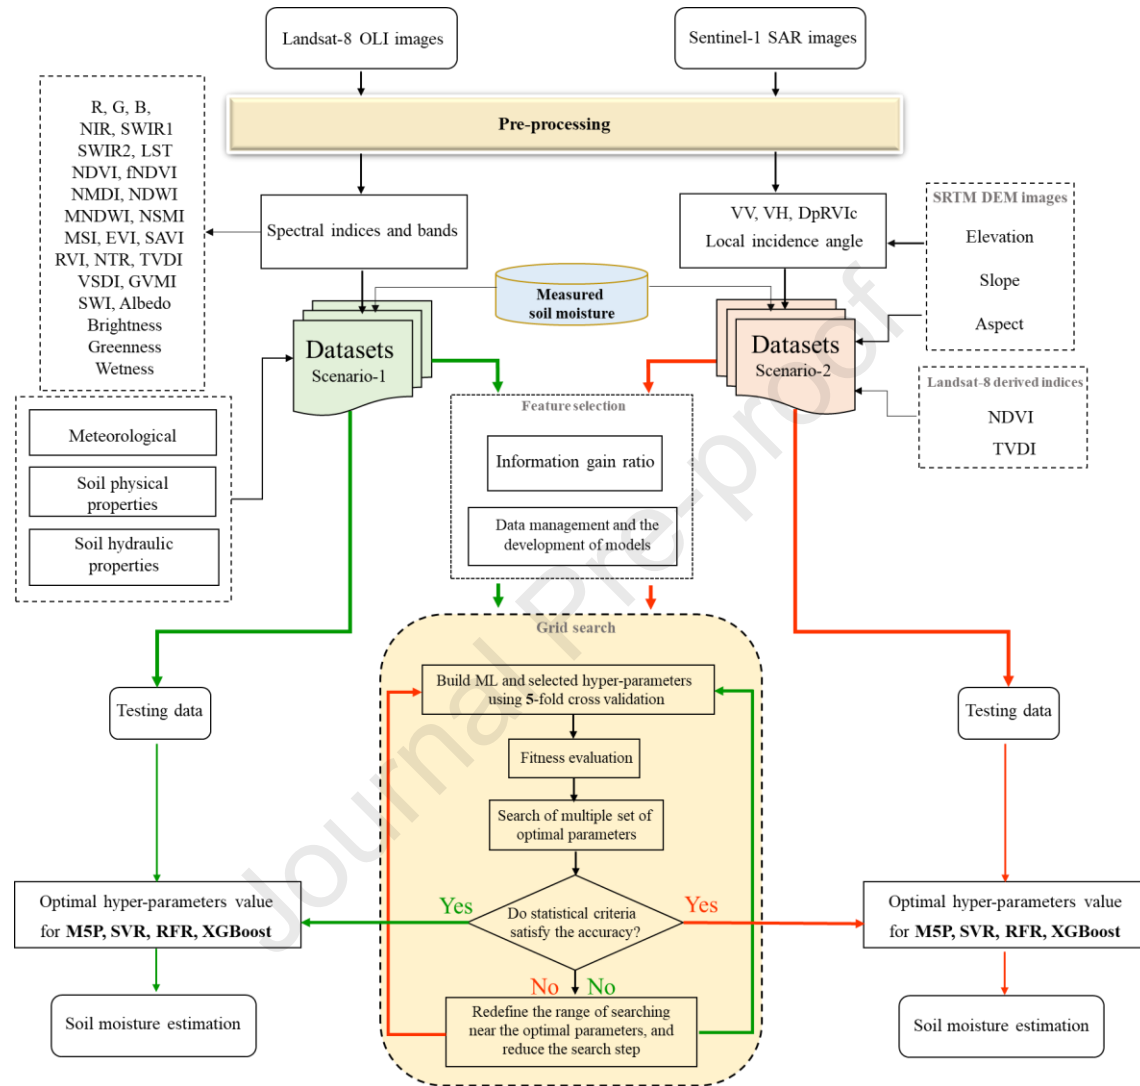 Landsat-8 OLI images
Sentinel-1 SAR images
Pre-processing
R, G, B,
NIR, SWIR1
SWIR2, LST
NDVI, fNDVI
NMDI, NDWI
MNDWI, NSMI
MSI, EVI, SAVI
RVI, NTR, TVDI
VSDI, GVMI
SWI, Albedo
Brightness
Greenness
Wetness
Spectral indices and bands
VV, VH, DpRVIc
Local incidence angle
SRTM DEM images
Elevation
Slope
Aspect
Measured
soil moisture
Datasets
Scenario-1
Datasets
Scenario-2
Landsat-8 derived indices
NDVI
TVDI
Meteorological
Soil physical
properties
Soil hydraulic
properties
Feature selection
Information gain ratio
Data management and the
development of models
Grid search
Build ML and selected hyper-parameters
using 5-fold cross validation
Fitness evaluation
Search of multiple set of
optimal parameters
Do statistical criteria
satisfy the accuracy?
Yes
Yes
No
No
Redefine the range of searching
near the optimal parameters, and
reduce the search step
Testing data
Testing data
Optimal hyper-parameters value
for M5P, SVR, RFR, XGBoost
Optimal hyper-parameters value
for M5P, SVR, RFR, XGBoost
Soil moisture estimation
Soil moisture estimation
Journal Pre-proof